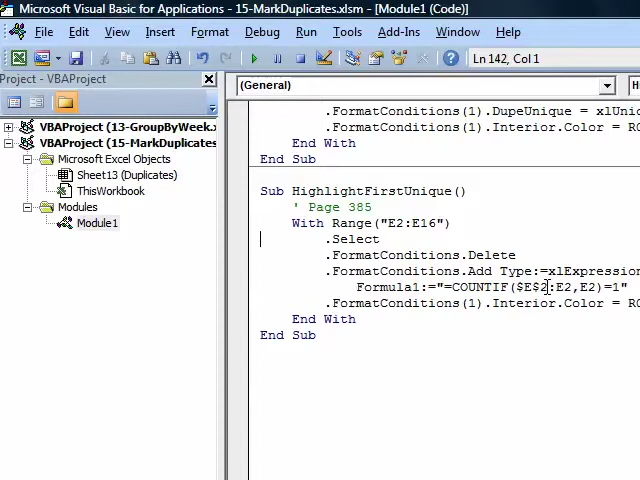 Microsoft Visual Basic for Applications - 15-MarkDuplicates.xlsm - [Module1 (Code)]
File Edit View Insert Format Debug Run Tools Add-Ins Window Help
Ln 142, Col 1
Project - VBAProject
(General)
VBAProject (13-GroupByWeek.x
VBAProject (15-MarkDuplicates
Microsoft Excel Objects
Sheet13 (Duplicates)
ThisWorkbook
Modules
Module1
.FormatConditions(1).DupeUnique = xlUni
.FormatConditions(1).Interior.Color = R
End With
End Sub
Sub HighlightFirstUnique()
' Page 385
With Range("E2:E16")
.Select
.FormatConditions.Delete
.FormatConditions.Add Type:=xlExpression
Formula1:="=COUNTIF($E$2:E2,E2)=1"
.FormatConditions(1).Interior.Color = R
End With
End Sub